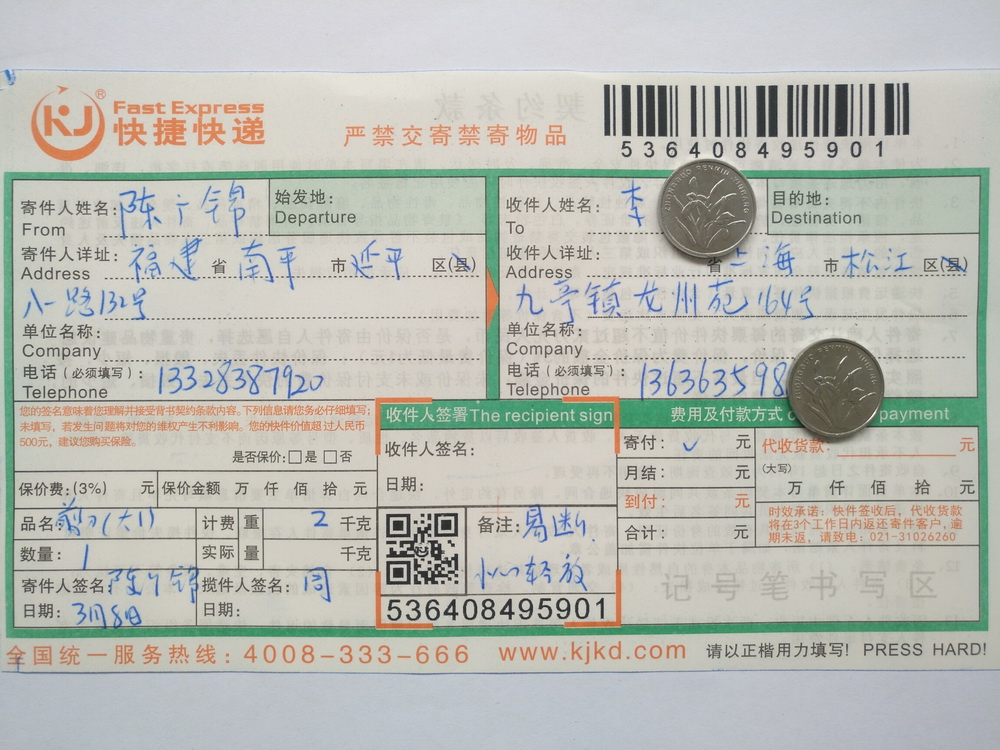 KJ ® Fast Express
快捷快递
严禁交寄禁寄物品
536408495901
寄件人姓名: 陈广锦
From
始发地:
Departure
寄件人详址: 福建 省 南平 市 延平 区(县)
Address
八一路132号
单位名称:
Company
电话(必须填写): 13328387920
Telephone
收件人姓名: 李
To
目的地:
Destination
收件人详址: 省 上海 市 松江 区(县)
Address
九亭镇龙州苑164号
单位名称:
Company
电话(必须填写): 136363598
Telephone
您的签名意味着您理解并接受背书契约条款内容。下列信息请您务必仔细填写;
未填写,若发生问题将对您的维权产生不利影响。您的快件价值超过人民币
500元,建议您购买保险。
是否保价:□是 □否
保价费:(3%) 元 保价金额 万 仟 佰 拾 元
品名: 剪刀(大) 计费重量 2 千克
数量: 1 实际重量 千克
寄件人签名: 陈广锦 揽件人签名: 同
日期: 3月8日 日期:
收件人签署 The recipient sign
收件人签名:
日期:
备注: 易断,
小心轻放
536408495901
费用及付款方式 payment
寄付: ✓ 元
月结: 元
到付: 元
合计: 元
代收货款: 元
(大写)
万 仟 佰 拾 元
时效承诺: 快件签收后,代收货款
将在3个工作日内返还寄件客户,逾
期未返,请致电: 021-31026260
记号笔书写区
全国统一服务热线: 4008-333-666 www.kjkd.com 请以正楷用力填写! PRESS HARD!